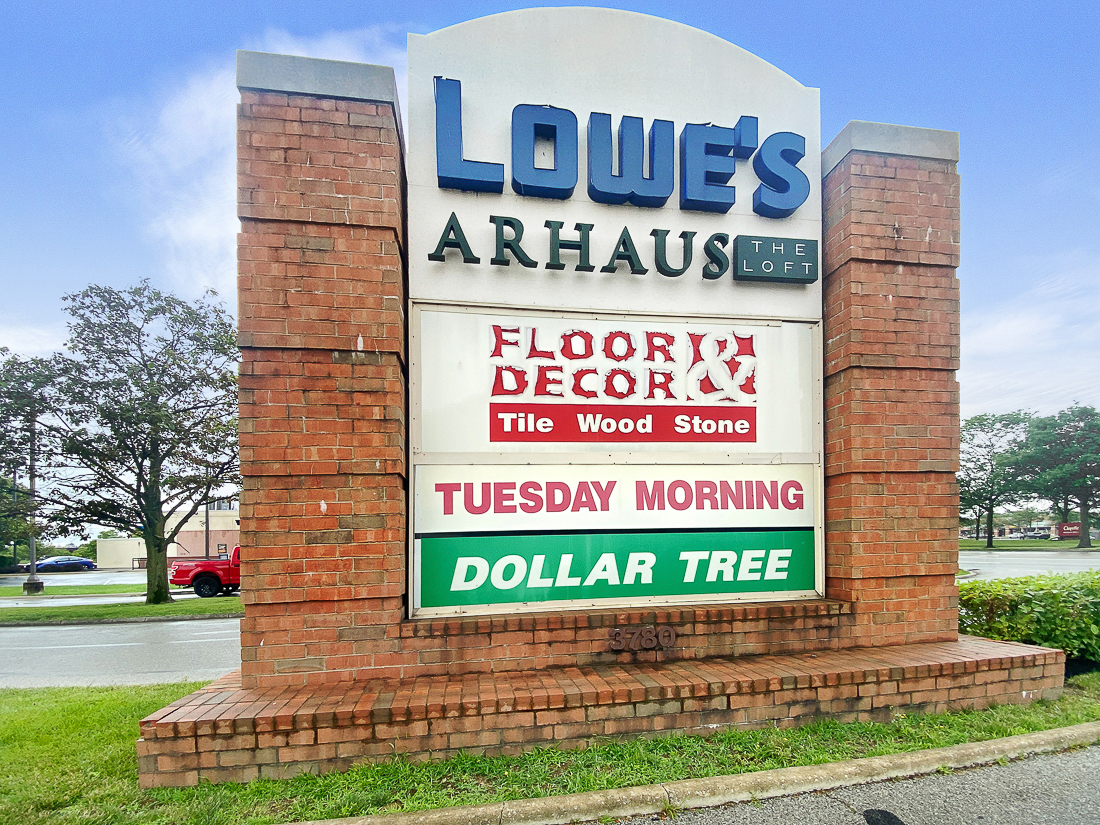 LOWE'S
ARHAUS THE LOFT
FLOOR &
DECOR
Tile Wood Stone
TUESDAY MORNING
DOLLAR TREE
3780